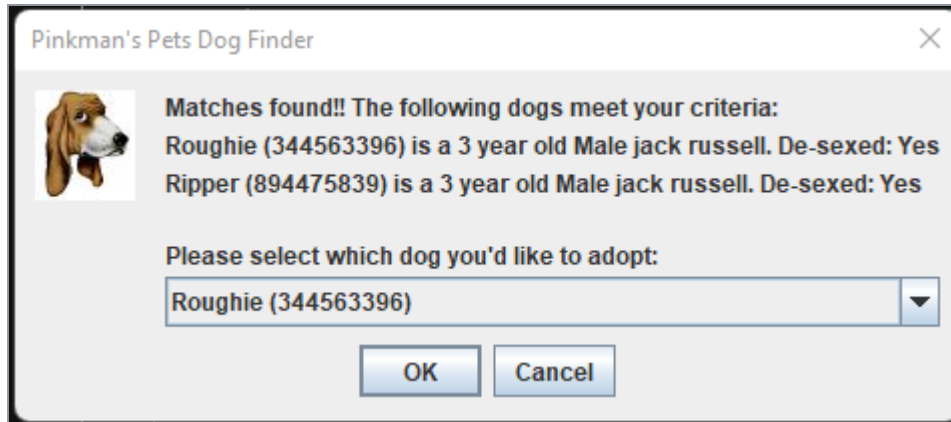 Pinkman's Pets Dog Finder
Matches found!! The following dogs meet your criteria:
Roughie (344563396) is a 3 year old Male jack russell. De-sexed: Yes
Ripper (894475839) is a 3 year old Male jack russell. De-sexed: Yes
Please select which dog you'd like to adopt:
Roughie (344563396)
OK Cancel